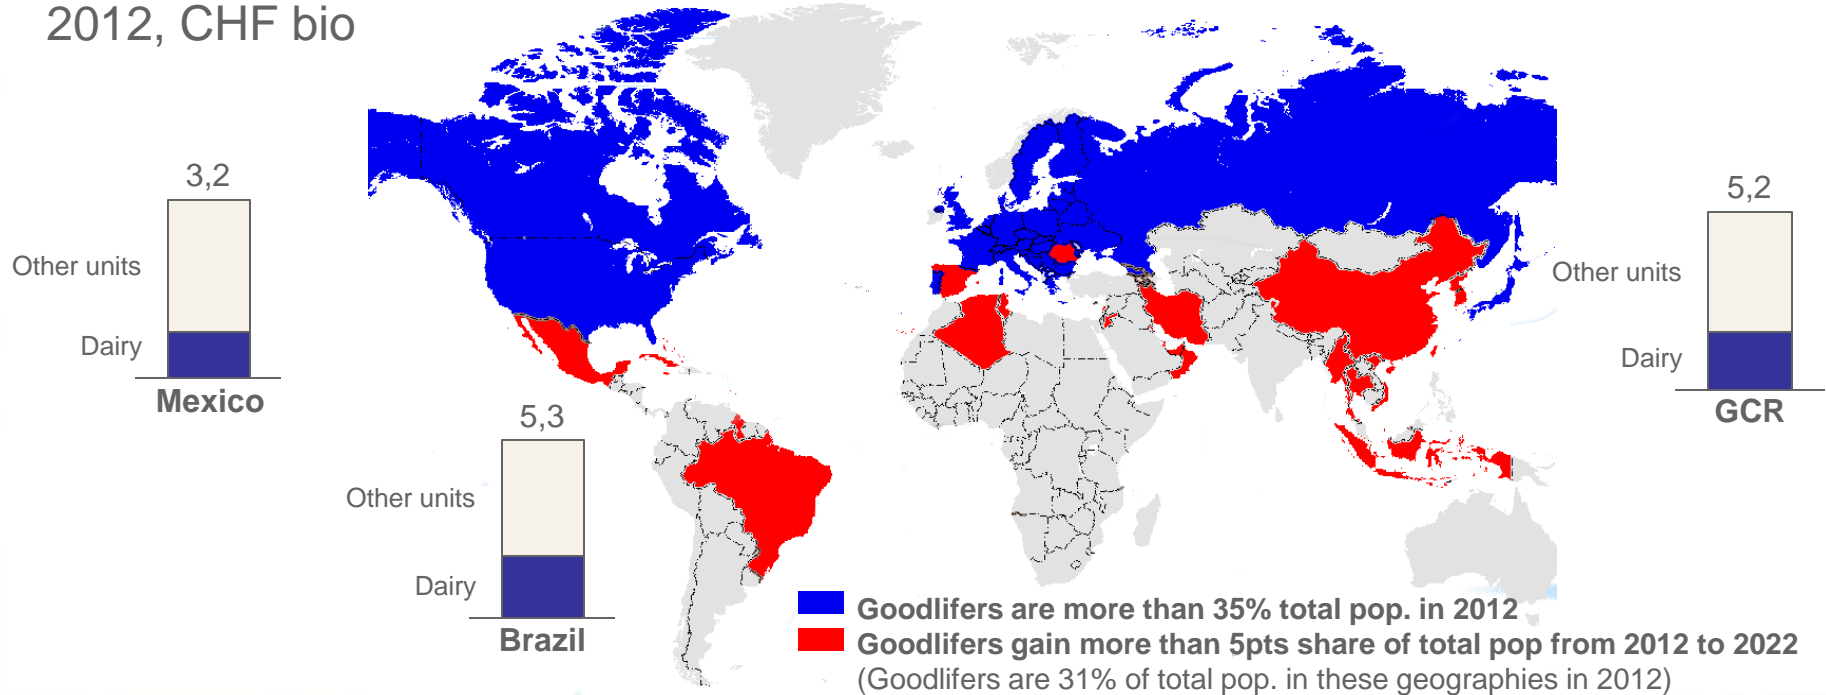 2012, CHF bio
3,2
Other units
Dairy
Mexico
5,3
Other units
Dairy
Brazil
5,2
Other units
Dairy
GCR
Goodlifers are more than 35% total pop. in 2012
Goodlifers gain more than 5pts share of total pop from 2012 to 2022
(Goodlifers are 31% of total pop. in these geographies in 2012)